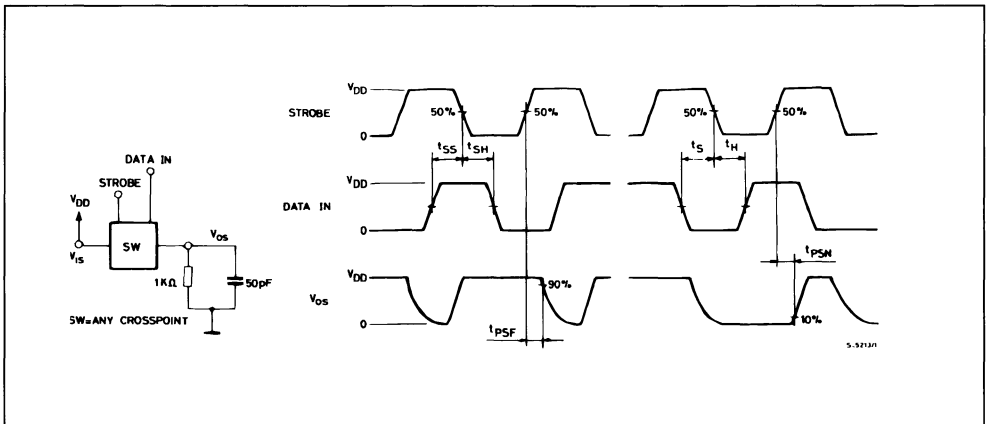 DATA IN
STROBE
VDD
VIS
SW
VOS
1KΩ
50pF
SW=ANY CROSSPOINT
STROBE
VDD
0
50%
50%
50%
50%
tSS
tSH
tS
tH
DATA IN
VDD
0
tPSN
VOS
VDD
0
90%
10%
tPSF
S-5213/1